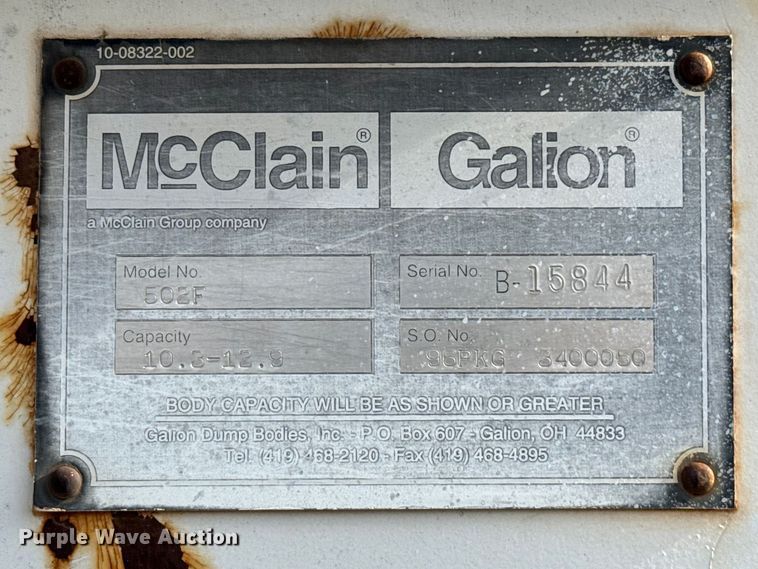 10-08322-002
McClain® Galion®
a McClain Group company
Model No. 502F
Serial No. B-15844
Capacity 10.3-13.9
S.O. No. 3400050
BODY CAPACITY WILL BE AS SHOWN OR GREATER
Galion Dump Bodies, Inc. - P.O. Box 607 - Galion, OH 44833
Tel. (419) 468-2120 - Fax (419) 468-4895
Purple Wave Auction